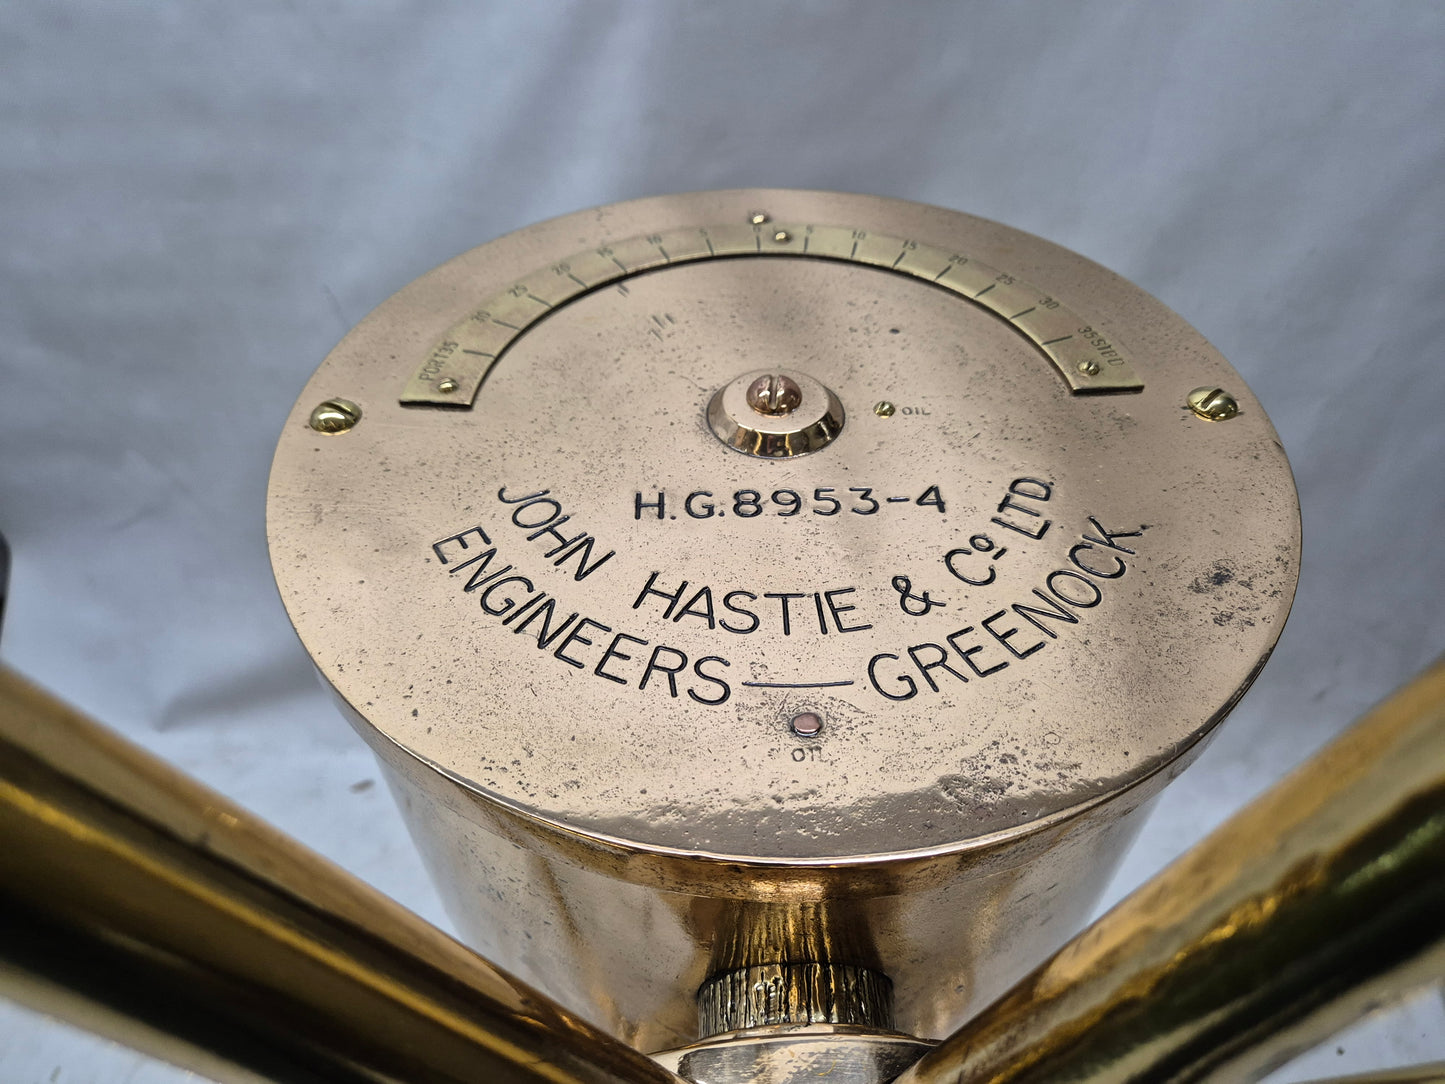 PORT 35 30 25 20 15 10 5 0 5 10 15 20 25 30 35 STBD
OIL
H.G.8953-4
JOHN HASTIE & Co LTD.
ENGINEERS — GREENOCK.
OIL